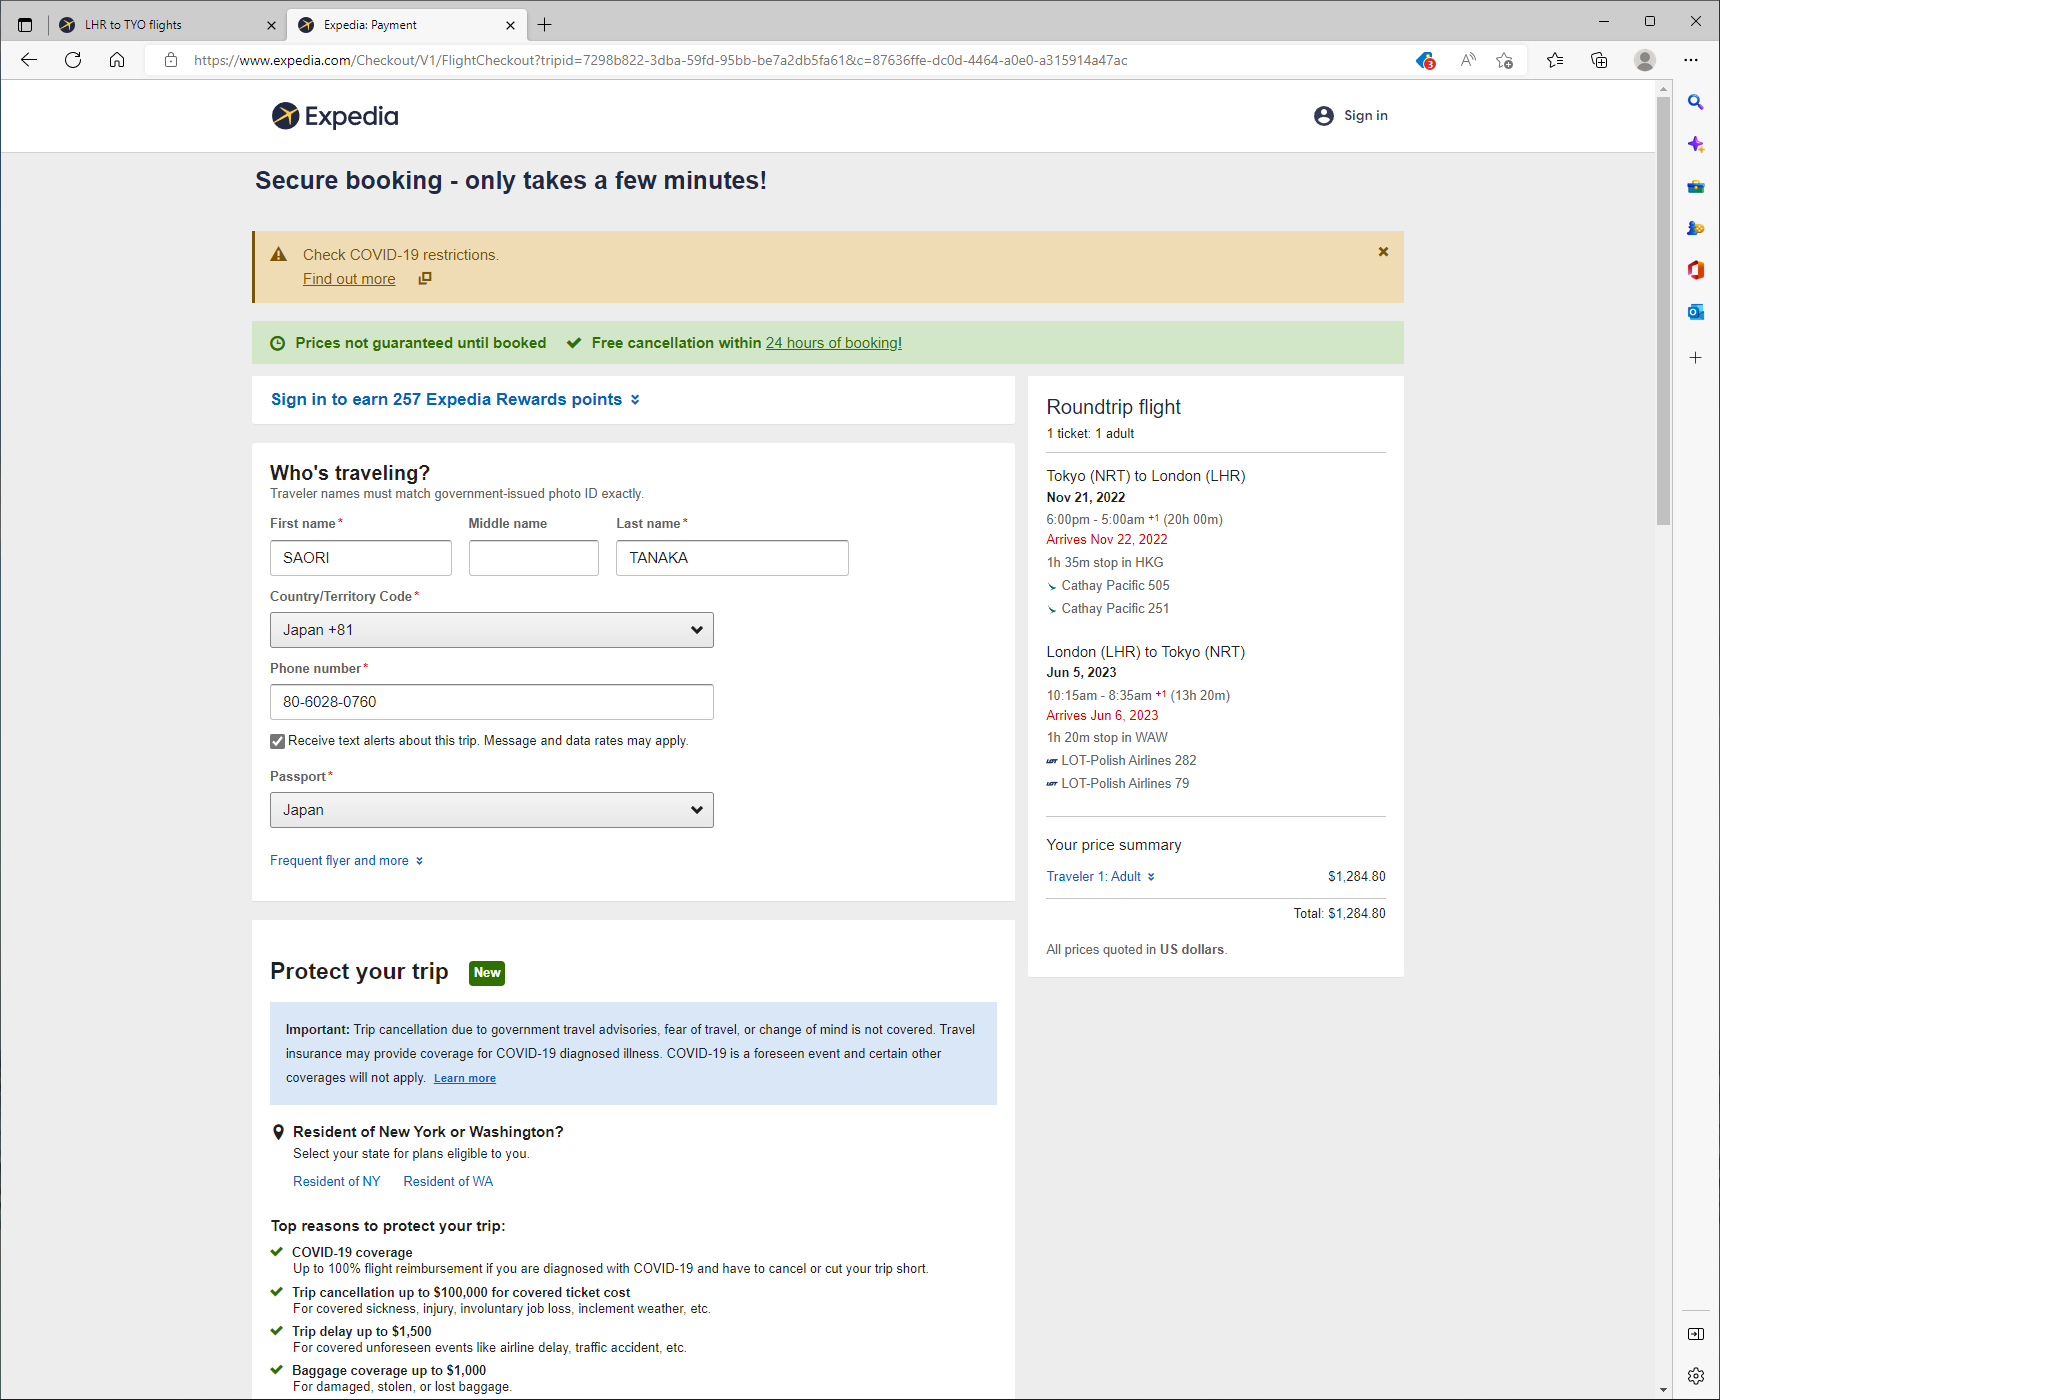 LHR to TYO flights
Expedia: Payment
https://www.expedia.com/Checkout/V1/FlightCheckout?tripid=7298b822-3dba-59fd-95bb-be7a2db5fa61&c=87636ffe-dc0d-4464-a0e0-a315914a47ac
3
Expedia
Sign in
Secure booking - only takes a few minutes!
Check COVID-19 restrictions.
Find out more
Prices not guaranteed until booked Free cancellation within 24 hours of booking!
Sign in to earn 257 Expedia Rewards points
Who's traveling?
Traveler names must match government-issued photo ID exactly.
First name* Middle name Last name*
SAORI TANAKA
Country/Territory Code*
Japan +81
Phone number*
80-6028-0760
Receive text alerts about this trip. Message and data rates may apply.
Passport*
Japan
Frequent flyer and more
Protect your trip New
Important: Trip cancellation due to government travel advisories, fear of travel, or change of mind is not covered. Travel
insurance may provide coverage for COVID-19 diagnosed illness. COVID-19 is a foreseen event and certain other
coverages will not apply. Learn more
Resident of New York or Washington?
Select your state for plans eligible to you.
Resident of NY Resident of WA
Top reasons to protect your trip:
COVID-19 coverage
Up to 100% flight reimbursement if you are diagnosed with COVID-19 and have to cancel or cut your trip short.
Trip cancellation up to $100,000 for covered ticket cost
For covered sickness, injury, involuntary job loss, inclement weather, etc.
Trip delay up to $1,500
For covered unforeseen events like airline delay, traffic accident, etc.
Baggage coverage up to $1,000
For damaged, stolen, or lost baggage.
Roundtrip flight
1 ticket: 1 adult
Tokyo (NRT) to London (LHR)
Nov 21, 2022
6:00pm - 5:00am +1 (20h 00m)
Arrives Nov 22, 2022
1h 35m stop in HKG
Cathay Pacific 505
Cathay Pacific 251
London (LHR) to Tokyo (NRT)
Jun 5, 2023
10:15am - 8:35am +1 (13h 20m)
Arrives Jun 6, 2023
1h 20m stop in WAW
LOT-Polish Airlines 282
LOT-Polish Airlines 79
Your price summary
Traveler 1: Adult $1,284.80
Total: $1,284.80
All prices quoted in US dollars.